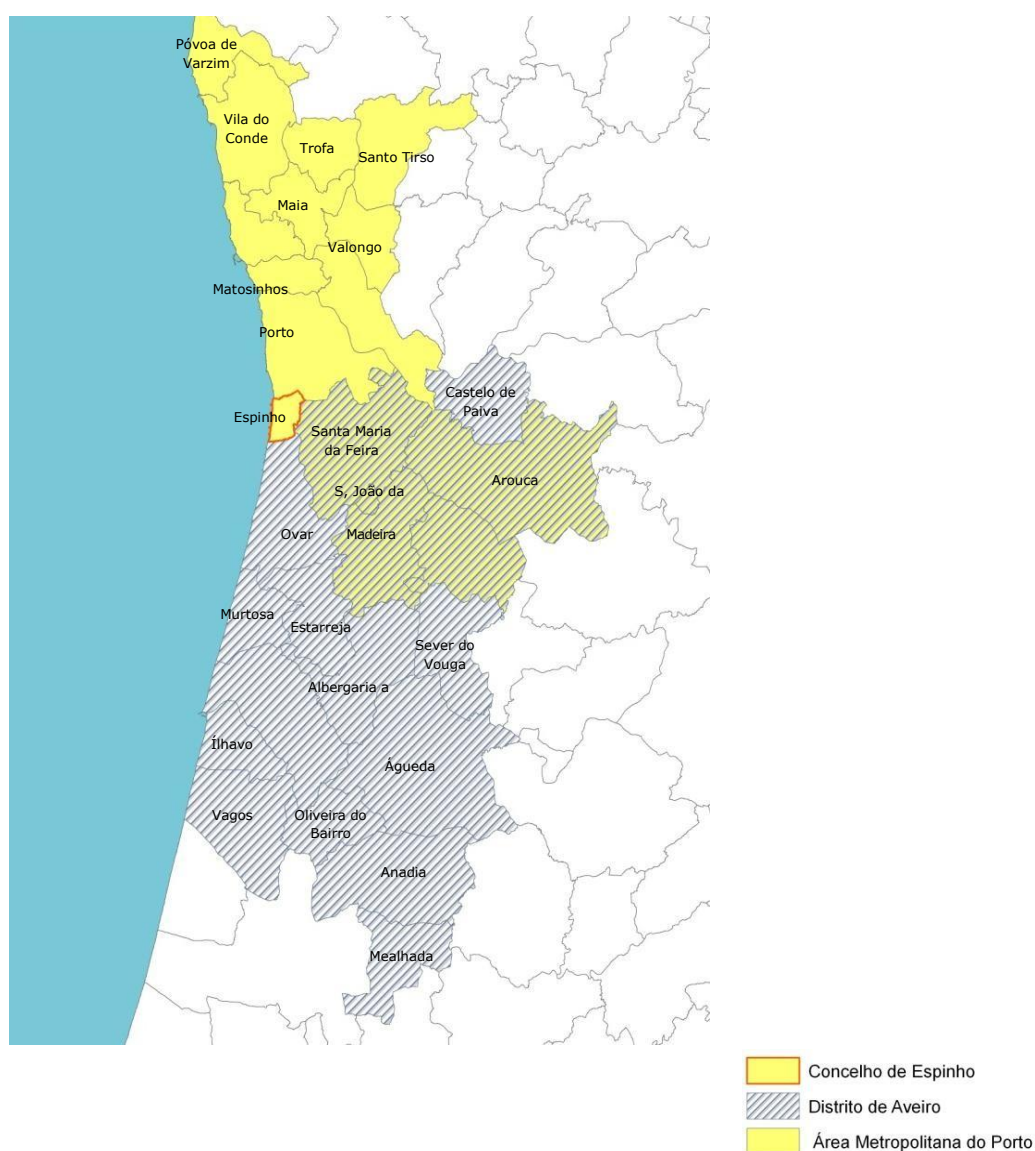 Póvoa de
Varzim
Vila do
Conde
Trofa
Santo Tirso
Maia
Valongo
Matosinhos
Porto
Castelo de
Paiva
Espinho
Santa Maria
da Feira
Arouca
S, João da
Ovar
Madeira
Murtosa
Estarreja
Sever do
Vouga
Albergaria a
Ílhavo
Águeda
Vagos
Oliveira do
Bairro
Anadia
Mealhada
Concelho de Espinho
Distrito de Aveiro
Área Metropolitana do Porto